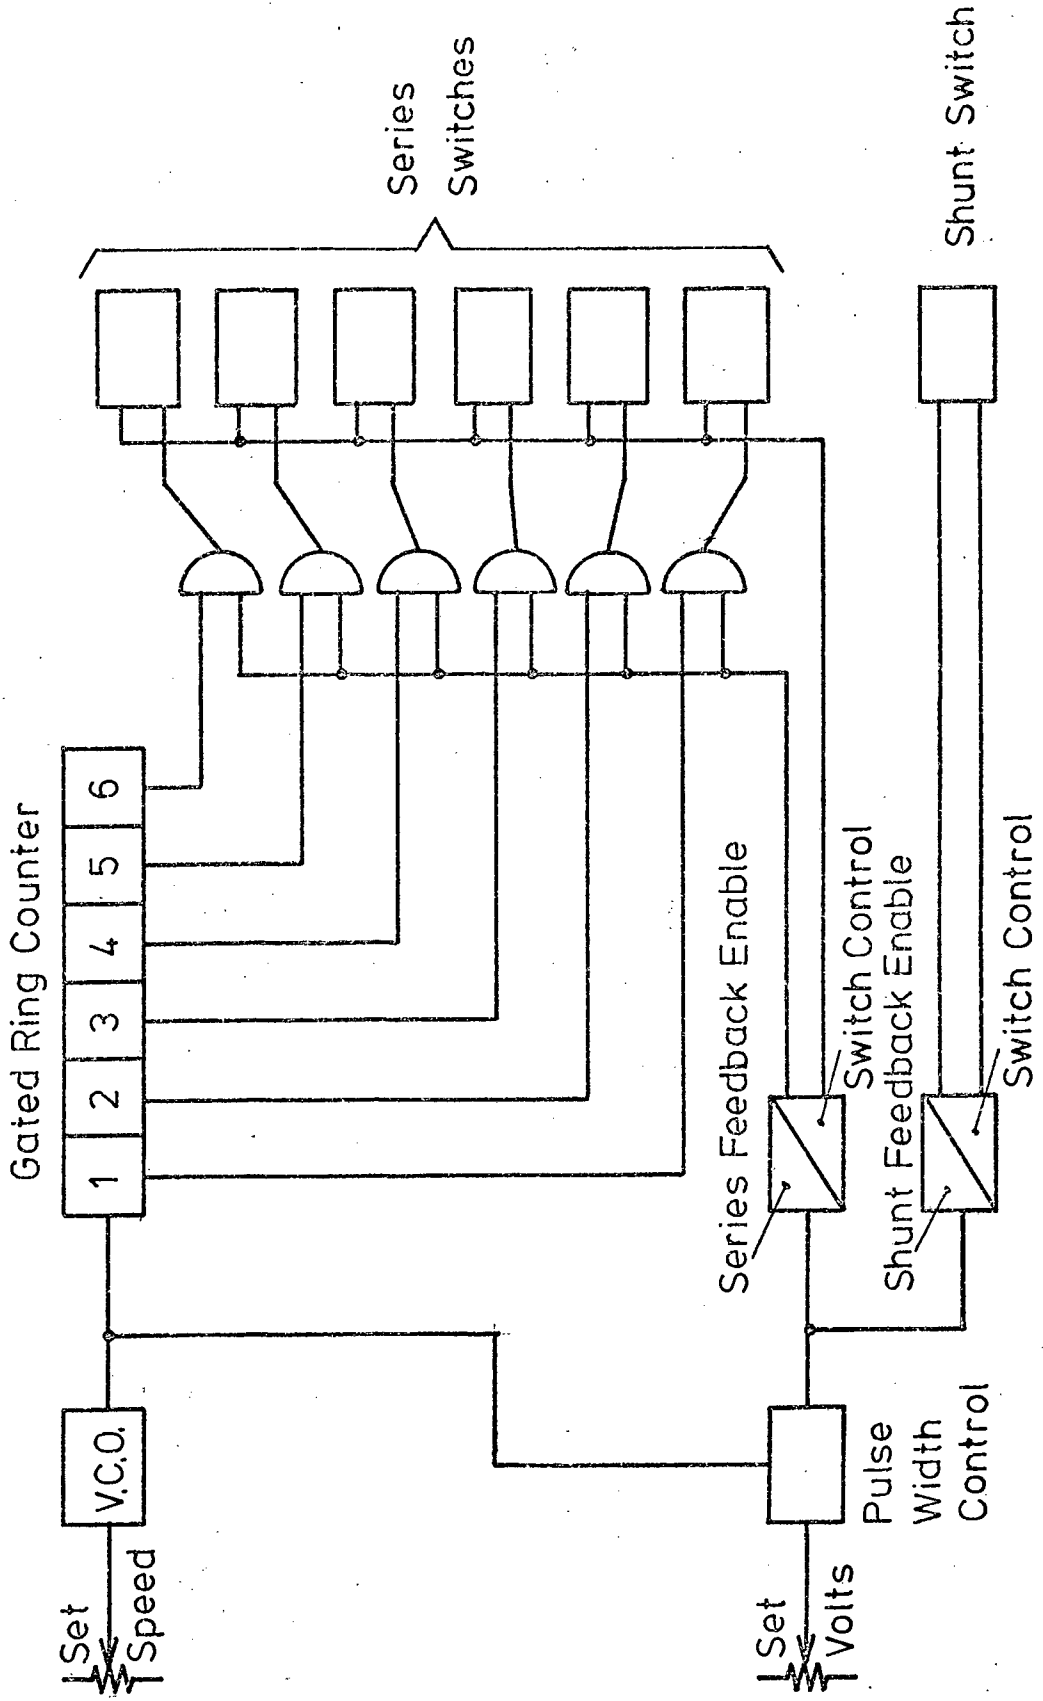 Gated Ring Counter
Set
Speed
V.C.O.
1 2 3 4 5 6
Series
Switches
Series Feedback Enable
Switch Control
Set
Volts
Pulse
Width
Control
Shunt Feedback Enable
Switch Control
Shunt Switch